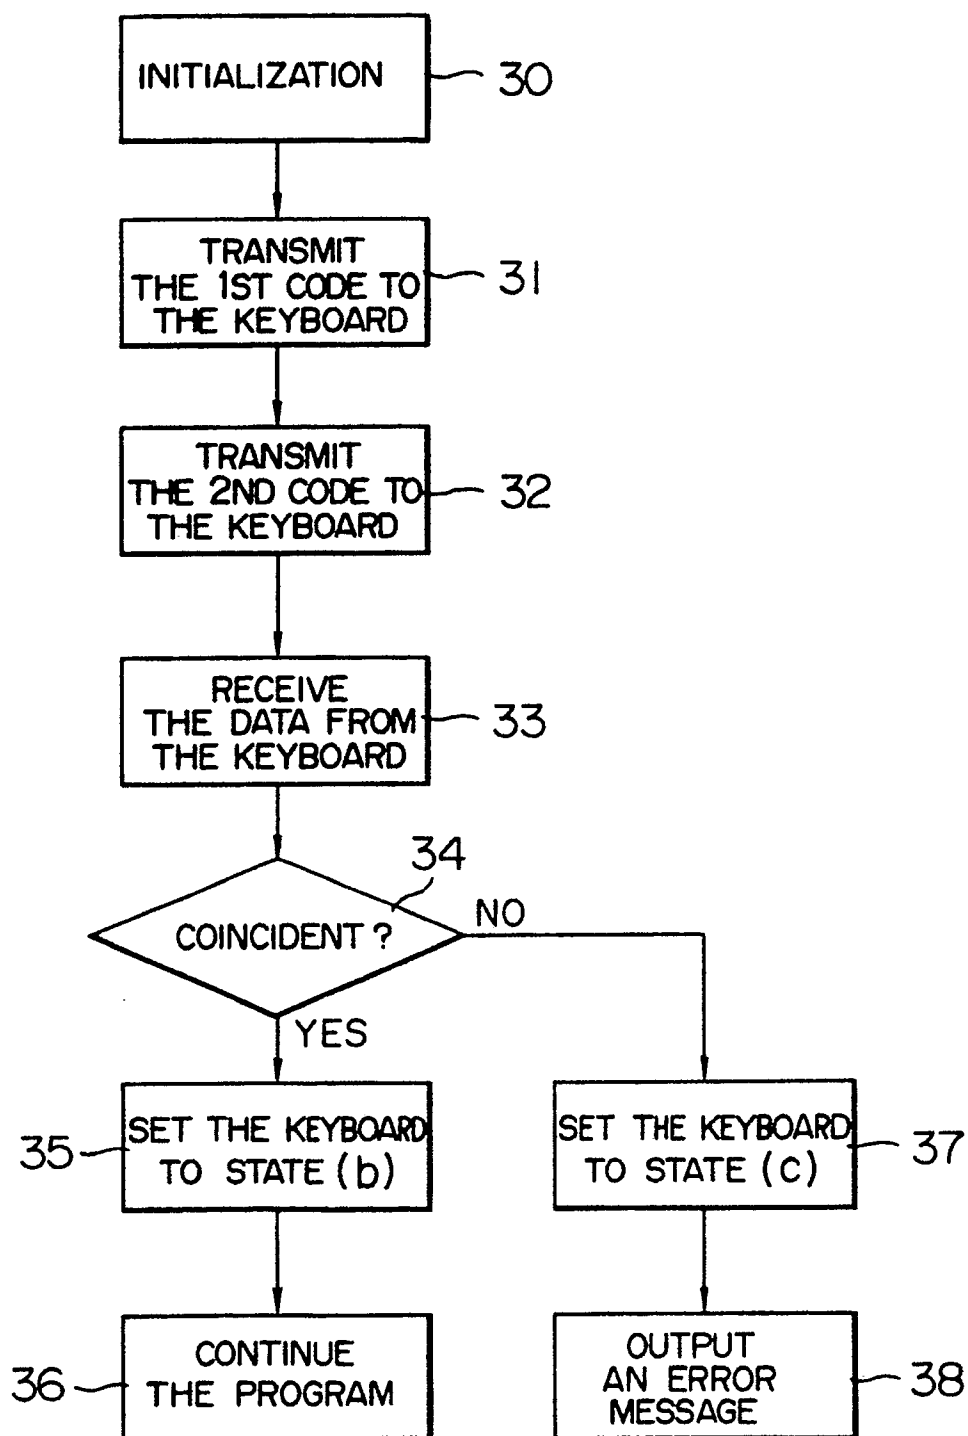 INITIALIZATION
30
TRANSMIT
THE 1ST CODE TO
THE KEYBOARD
31
TRANSMIT
THE 2ND CODE TO
THE KEYBOARD
32
RECEIVE
THE DATA FROM
THE KEYBOARD
33
34
COINCIDENT ?
NO
YES
35
SET THE KEYBOARD
TO STATE (b)
SET THE KEYBOARD
TO STATE (c)
37
36
CONTINUE
THE PROGRAM
OUTPUT
AN ERROR
MESSAGE
38